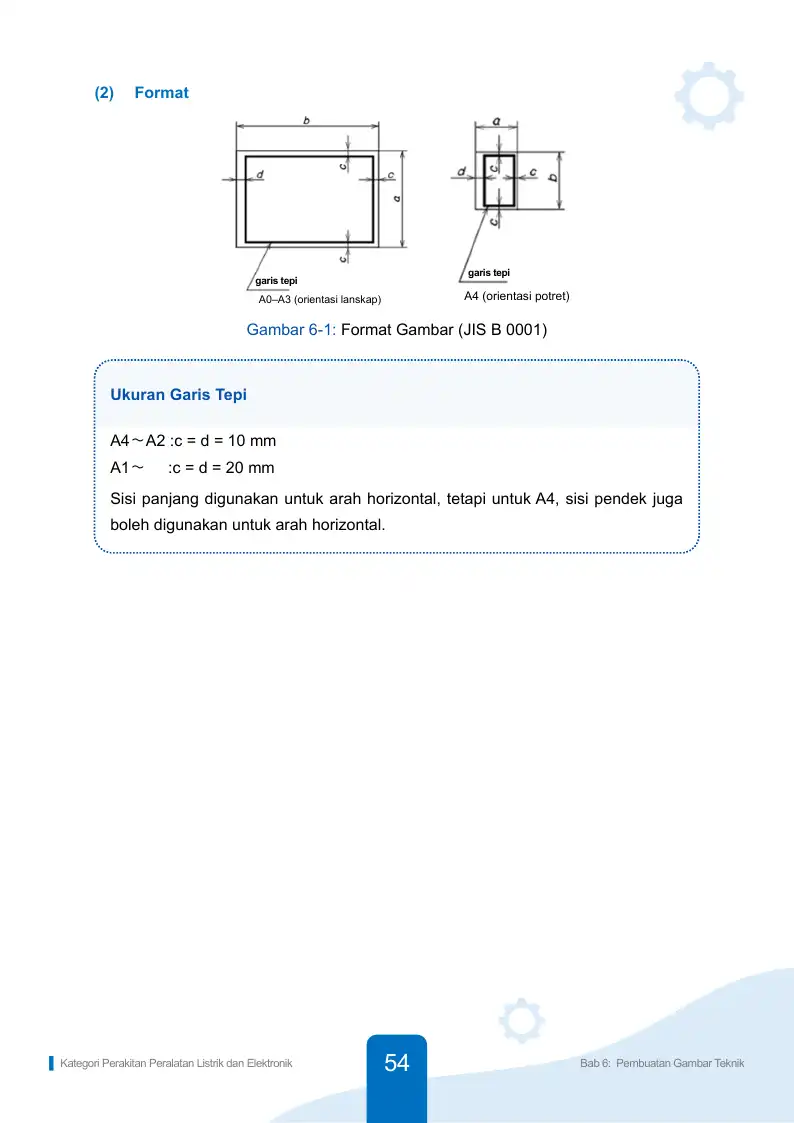 (2) Format
b
a
d
c
c
a
d
c
c
b
c
a
c
garis tepi
garis tepi
A0–A3 (orientasi lanskap)
A4 (orientasi potret)
Gambar 6-1: Format Gambar (JIS B 0001)
Ukuran Garis Tepi
A4～A2 :c = d = 10 mm
A1～ :c = d = 20 mm
Sisi panjang digunakan untuk arah horizontal, tetapi untuk A4, sisi pendek juga
boleh digunakan untuk arah horizontal.
Kategori Perakitan Peralatan Listrik dan Elektronik
54
Bab 6: Pembuatan Gambar Teknik